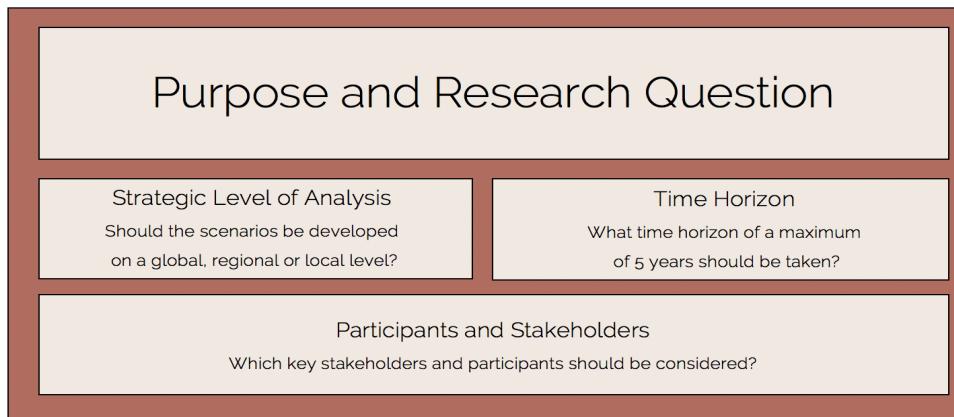 Purpose and Research Question
Strategic Level of Analysis
Should the scenarios be developed
on a global, regional or local level?
Time Horizon
What time horizon of a maximum
of 5 years should be taken?
Participants and Stakeholders
Which key stakeholders and participants should be considered?